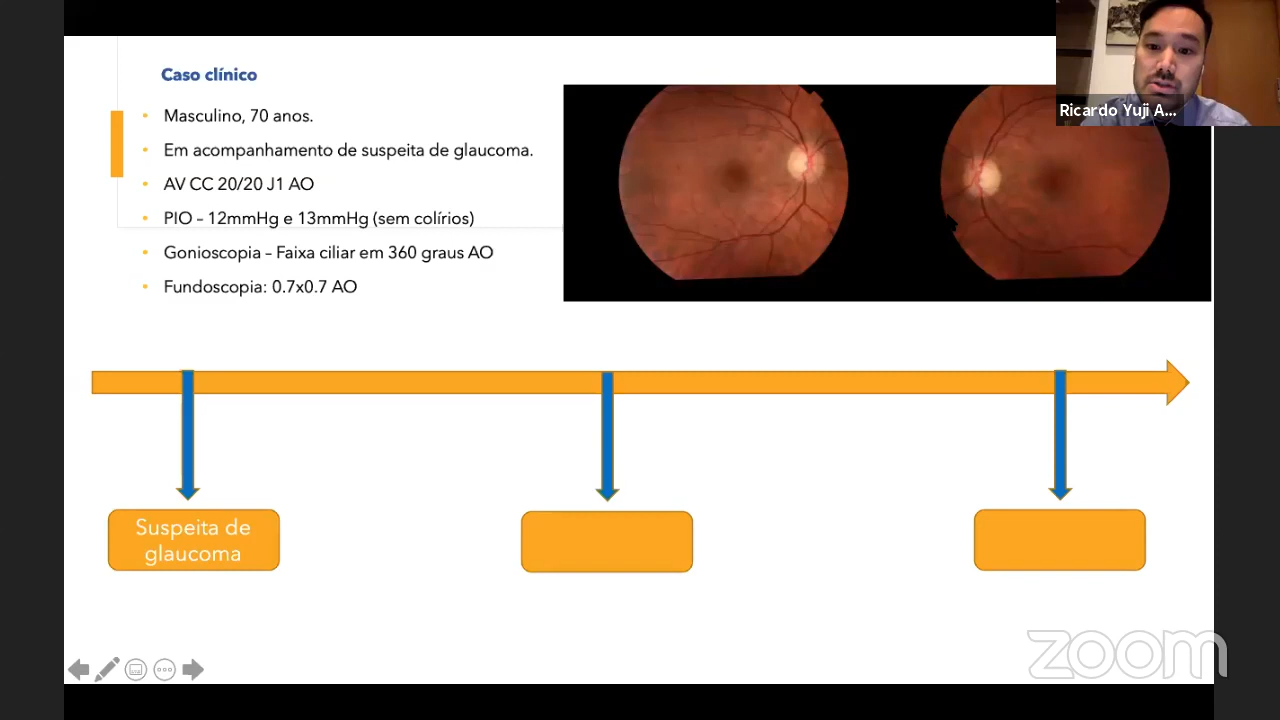 Caso clínico
• Masculino, 70 anos.
• Em acompanhamento de suspeita de glaucoma.
• AV CC 20/20 J1 AO
• PIO – 12mmHg e 13mmHg (sem colírios)
• Gonioscopia – Faixa ciliar em 360 graus AO
• Fundoscopia: 0.7x0.7 AO
Ricardo Yuji A...
Suspeita de
glaucoma
zoom